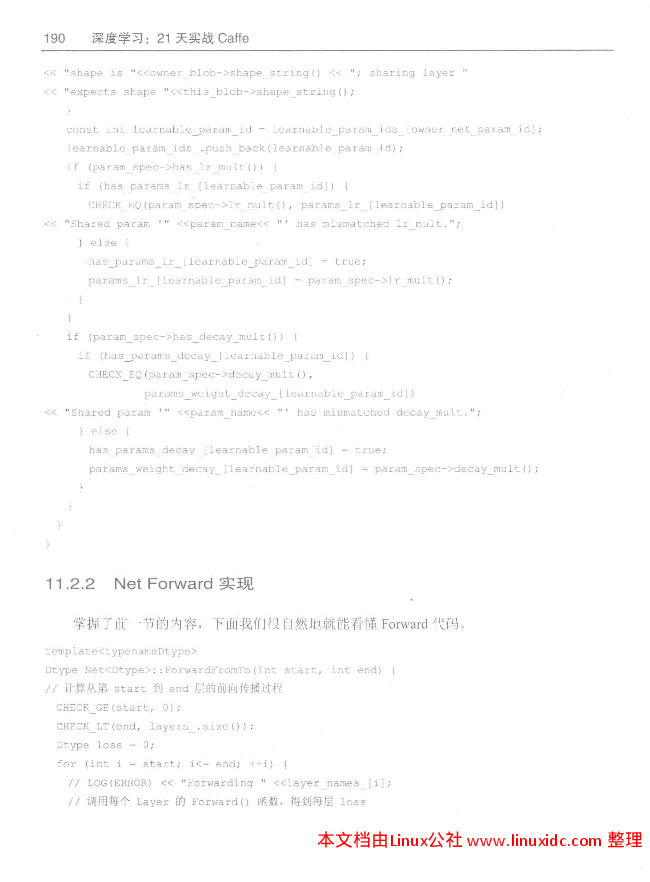 190 深度学习：21 天实战 Caffe
<< "shape is "<<owner_blob->shape_string() << "; sharing layer "
<< "expects shape "<<this_blob->shape_string();
}
const int learnable_param_id = learnable_param_ids_[owner_net_param_id];
learnable_param_ids_.push_back(learnable_param_id);
if (param_spec->has_lr_mult()) {
if (has_params_lr_[learnable_param_id]) {
CHECK_EQ(param_spec->lr_mult(), params_lr_[learnable_param_id])
<< "Shared param '" <<param_name<< "' has mismatched lr_mult.";
} else {
has_params_lr_[learnable_param_id] = true;
params_lr_[learnable_param_id] = param_spec->lr_mult();
}
}
if (param_spec->has_decay_mult()) {
if (has_params_decay_[learnable_param_id]) {
CHECK_EQ(param_spec->decay_mult(),
params_weight_decay_[learnable_param_id])
<< "Shared param '" <<param_name<< "' has mismatched decay_mult.";
} else {
has_params_decay_[learnable_param_id] = true;
params_weight_decay_[learnable_param_id] = param_spec->decay_mult();
}
}
}
}
11.2.2 Net Forward 实现
掌握了前一节的内容，下面我们很自然地就能看懂 Forward 代码。
template<typenameDtype>
Dtype Net<Dtype>::ForwardFromTo(int start, int end) {
// 计算从第 start 到 end 层的前向传播过程
CHECK_GE(start, 0);
CHECK_LT(end, layers_.size());
Dtype loss = 0;
for (int i = start; i<= end; ++i) {
// LOG(ERROR) << "Forwarding " <<layer_names_[i];
// 调用每个 Layer 的 Forward() 函数，得到每层 loss
本文档由Linux公社 www.linuxidc.com 整理